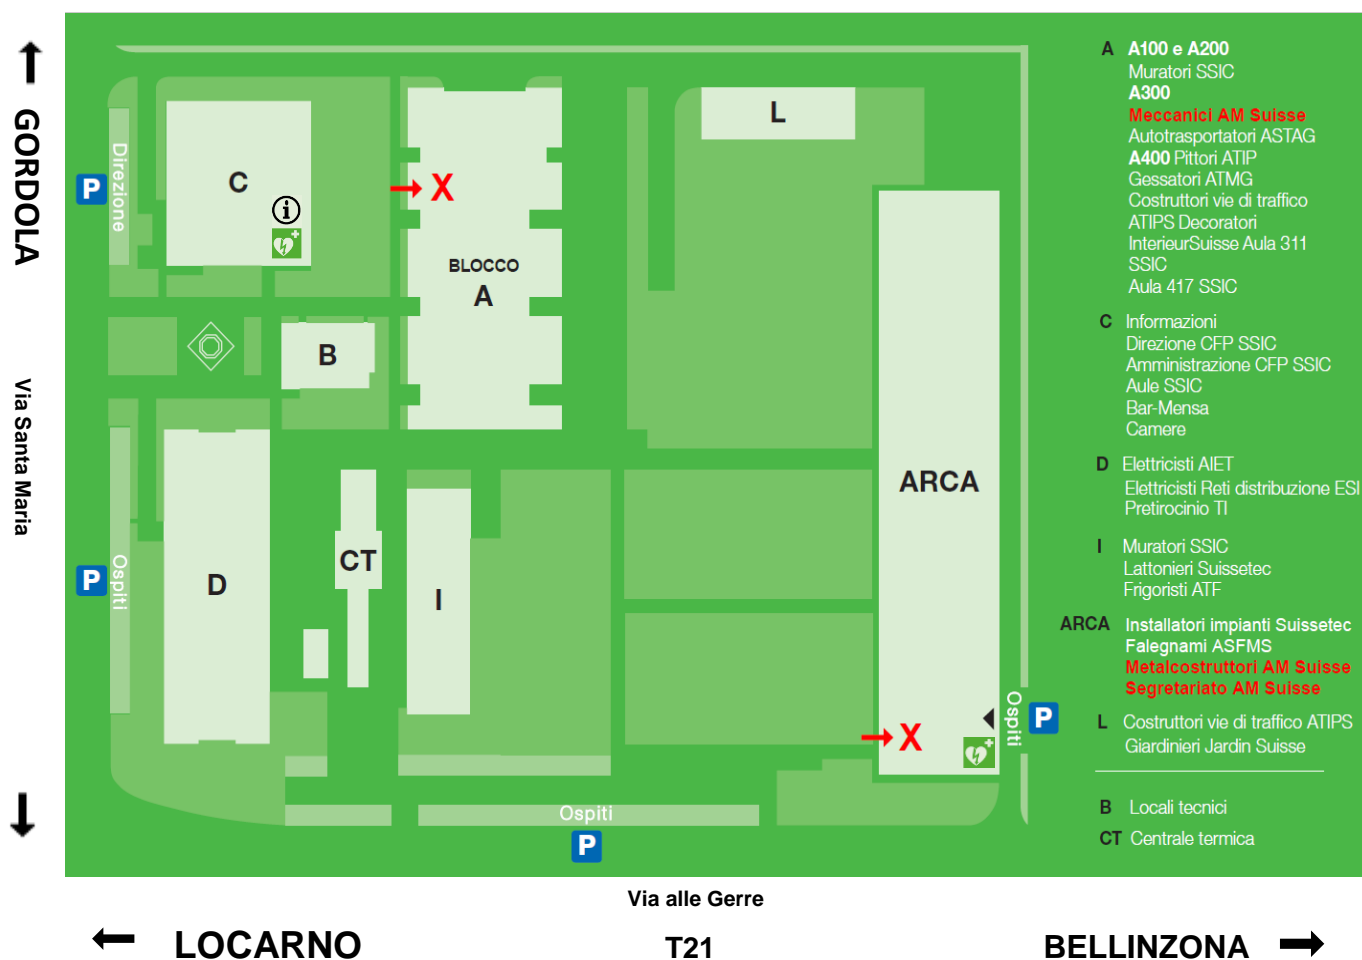 GORDOLA
Via Santa Maria
P
Direzione
C
i
L
X
BLOCCO
A
B
P
Ospiti
D
CT
I
ARCA
X
Ospiti
P
Ospiti
P
A A100 e A200
Muratori SSIC
A300
Meccanici AM Suisse
Autotrasportatori ASTAG
A400 Pittori ATIP
Gessatori ATMG
Costruttori vie di traffico
ATIPS Decoratori
InterieurSuisse Aula 311
SSIC
Aula 417 SSIC
C Informazioni
Direzione CFP SSIC
Amministrazione CFP SSIC
Aule SSIC
Bar-Mensa
Camere
D Elettricisti AIET
Elettricisti Reti distribuzione ESI
Pretirocinio TI
I Muratori SSIC
Lattonieri Suissetec
Frigoristi ATF
ARCA Installatori impianti Suissetec
Falegnami ASFMS
Metalcostruttori AM Suisse
Segretariato AM Suisse
L Costruttori vie di traffico ATIPS
Giardinieri Jardin Suisse
B Locali tecnici
CT Centrale termica
Via alle Gerre
LOCARNO
T21
BELLINZONA